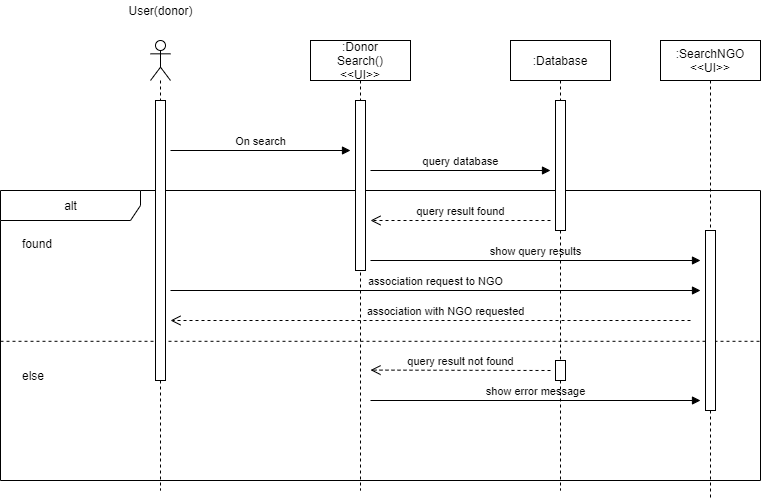 User(donor)
:Donor
Search()
<<UI>>
:Database
:SearchNGO
<<UI>>
On search
query database
alt
query result found
found
show query results
association request to NGO
association with NGO requested
query result not found
else
show error message